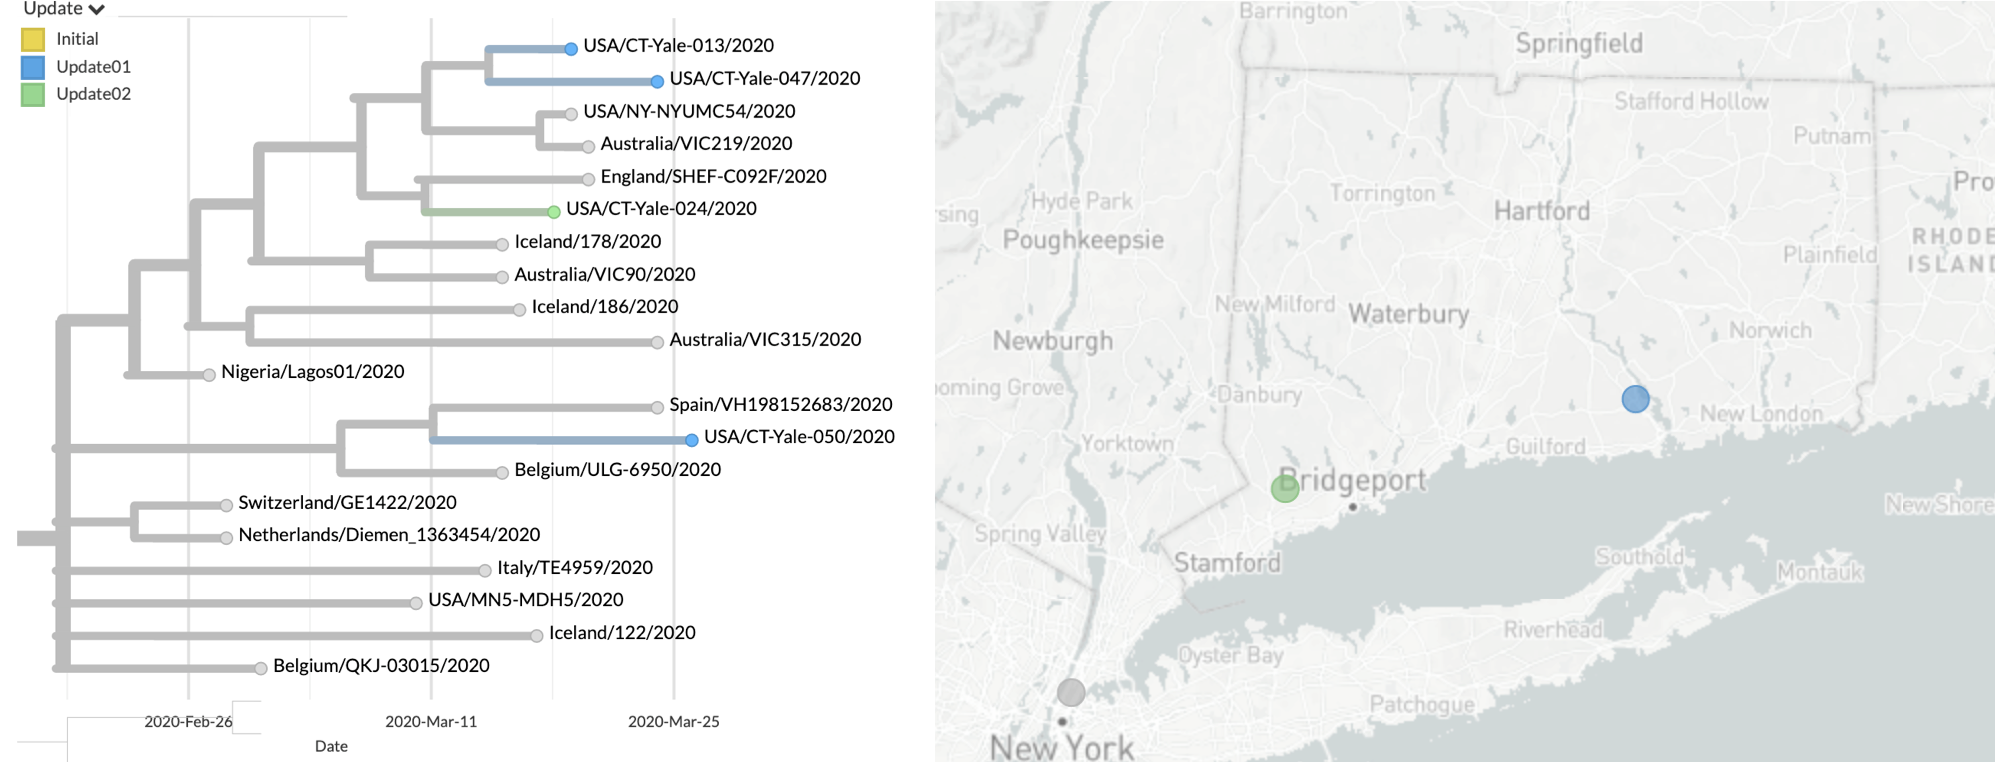 Update
Initial
Update01
Update02
USA/CT-Yale-013/2020
USA/CT-Yale-047/2020
USA/NY-NYUMC54/2020
Australia/VIC219/2020
England/SHEF-C092F/2020
USA/CT-Yale-024/2020
Iceland/178/2020
Australia/VIC90/2020
Iceland/186/2020
Australia/VIC315/2020
Nigeria/Lagos01/2020
Spain/VH198152683/2020
USA/CT-Yale-050/2020
Belgium/ULG-6950/2020
Switzerland/GE1422/2020
Netherlands/Diemen_1363454/2020
Italy/TE4959/2020
USA/MN5-MDH5/2020
Iceland/122/2020
Belgium/QKJ-03015/2020
2020-Feb-26
2020-Mar-11
2020-Mar-25
Date
Barrington
Springfield
Stafford Hollow
Putnam
Pro
Torrington
Hyde Park
sing
Hartford
Poughkeepsie
RHODE
ISLAND
Plainfield
New Milford
Waterbury
Norwich
Newburgh
oming Grove
Danbury
New London
Yorktown
Guilford
Bridgeport
New Shore
Spring Valley
Stamford
Southold
Montauk
Riverhead
Oyster Bay
Patchogue
New York